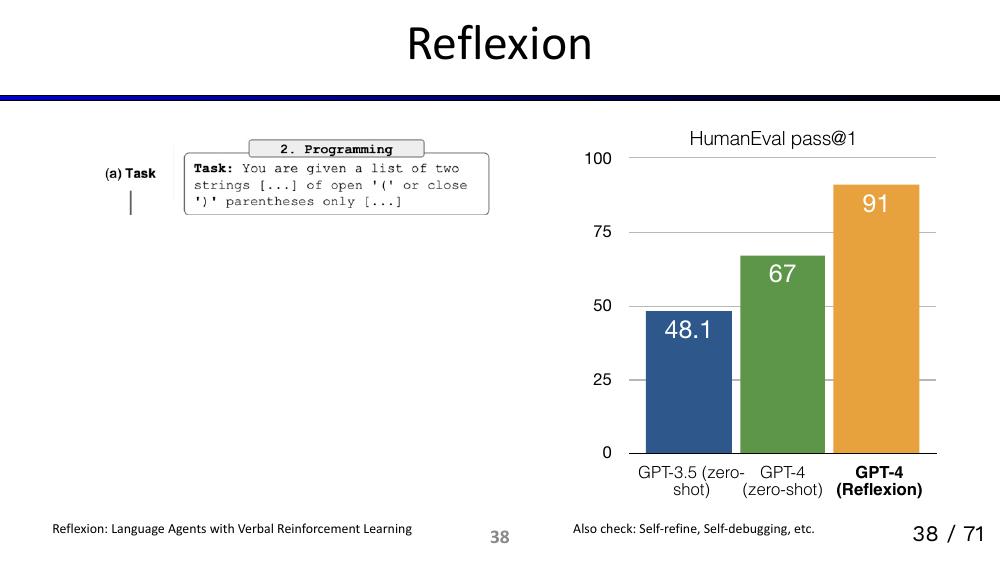 Reflexion
2. Programming
(a) Task
Task: You are given a list of two
strings [...] of open '(' or close
')' parentheses only [...]
HumanEval pass@1
100
75
50
25
0
48.1
67
91
GPT-3.5 (zero-
shot)
GPT-4
(zero-shot)
GPT-4
(Reflexion)
Reflexion: Language Agents with Verbal Reinforcement Learning
38
Also check: Self-refine, Self-debugging, etc.
38 / 71